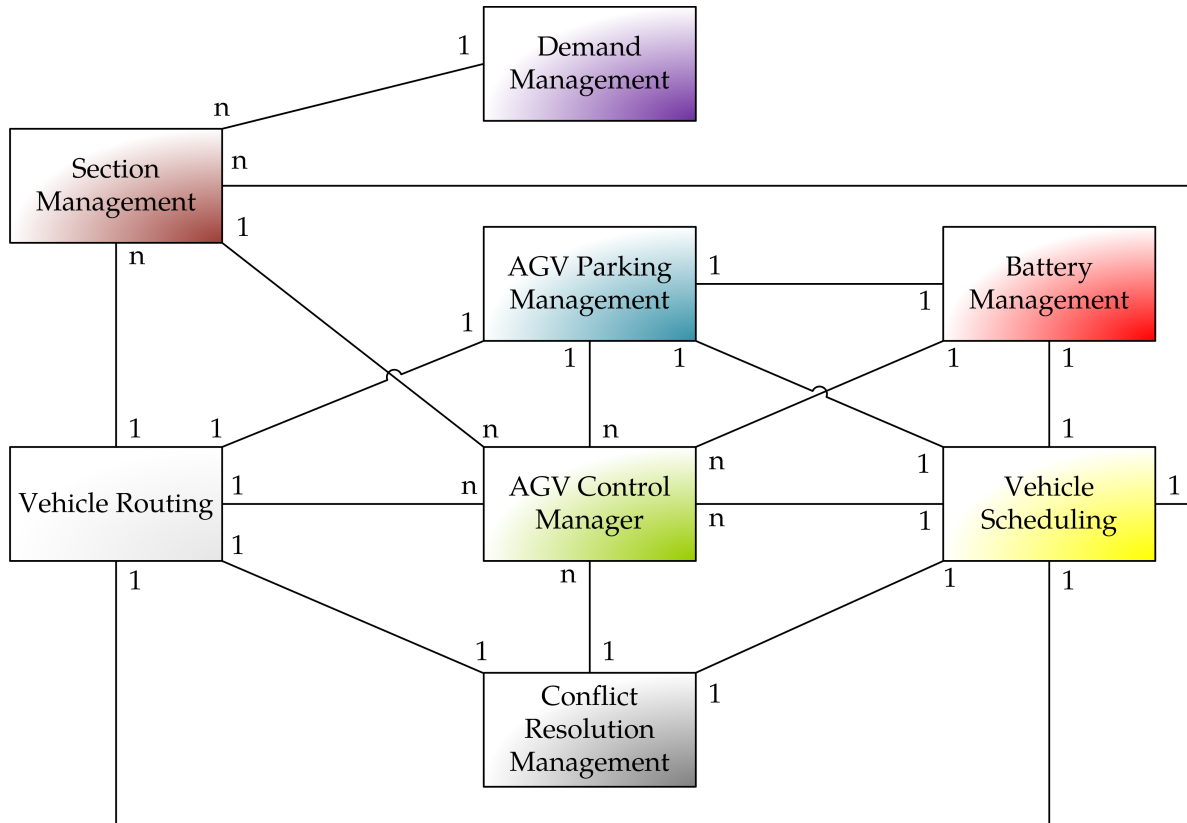 Demand
Management
1
n
Section
Management
n
1
n
AGV Parking
Management
1
1
Battery
Management
1
1
1
1
1
1
1
n
n
n
1
1
Vehicle Routing
1
n
AGV Control
Manager
n
1
Vehicle
Scheduling
1
1
1
n
1
1
1
1
1
Conflict
Resolution
Management